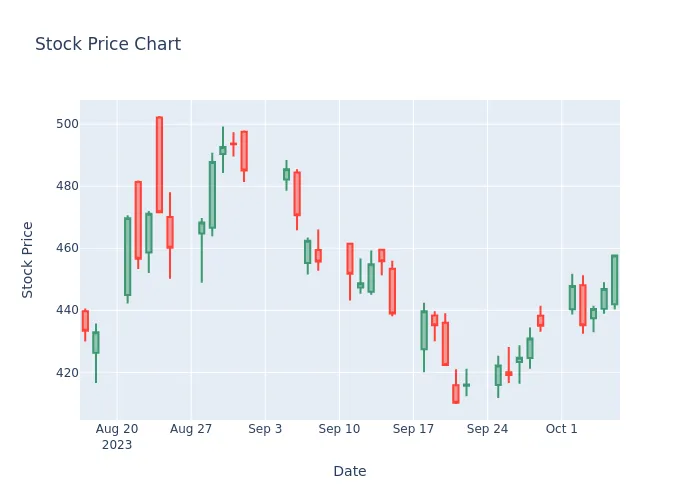 Stock Price Chart
Stock Price
500
480
460
440
420
Aug 20
2023
Aug 27
Sep 3
Sep 10
Sep 17
Sep 24
Oct 1
Date